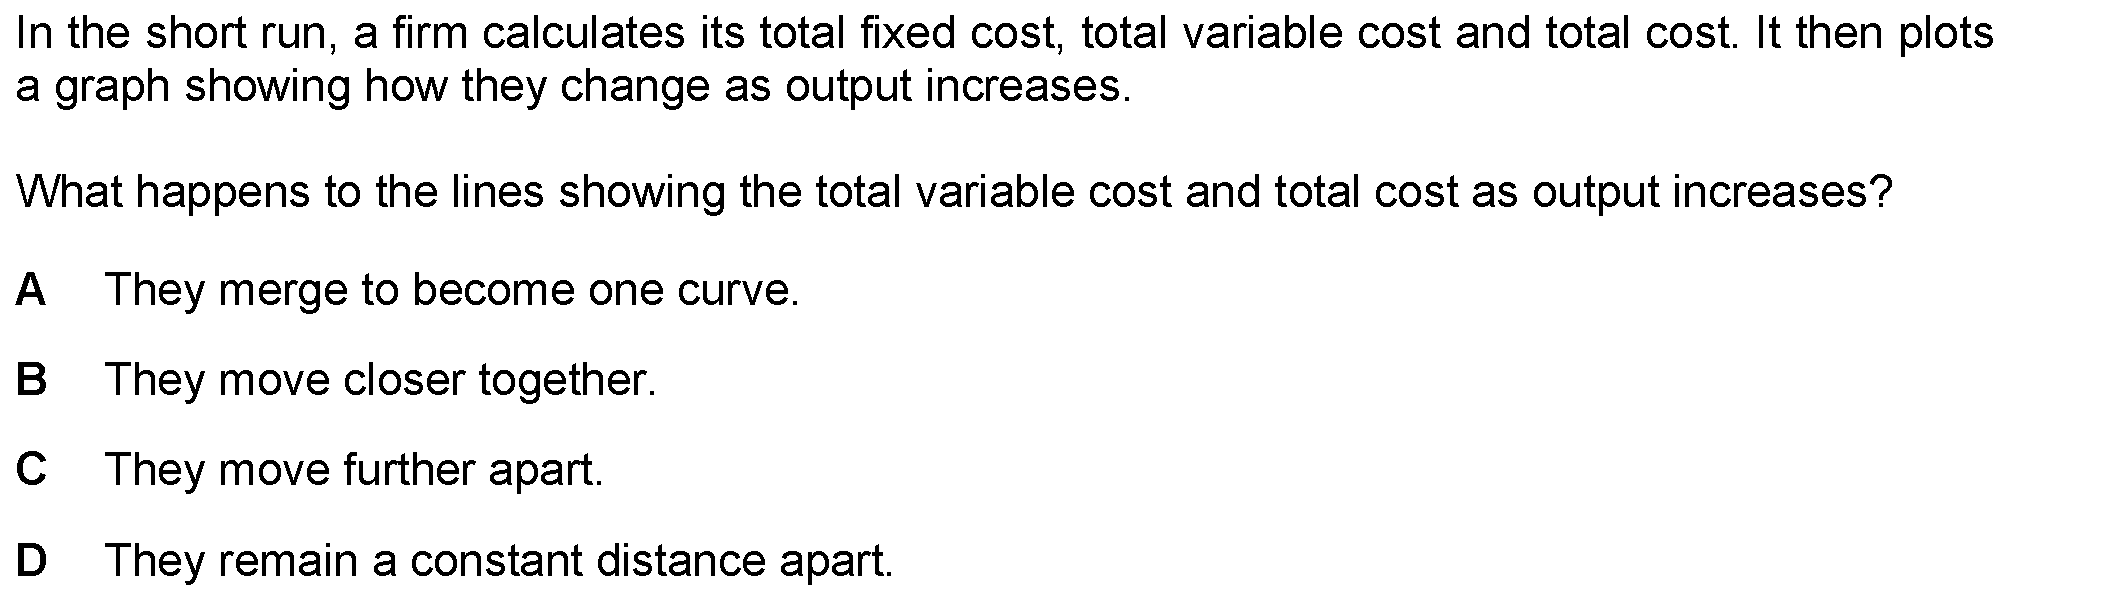 In the short run, a firm calculates its total fixed cost, total variable cost and total cost. It then plots
a graph showing how they change as output increases.
What happens to the lines showing the total variable cost and total cost as output increases?
A They merge to become one curve.
B They move closer together.
C They move further apart.
D They remain a constant distance apart.